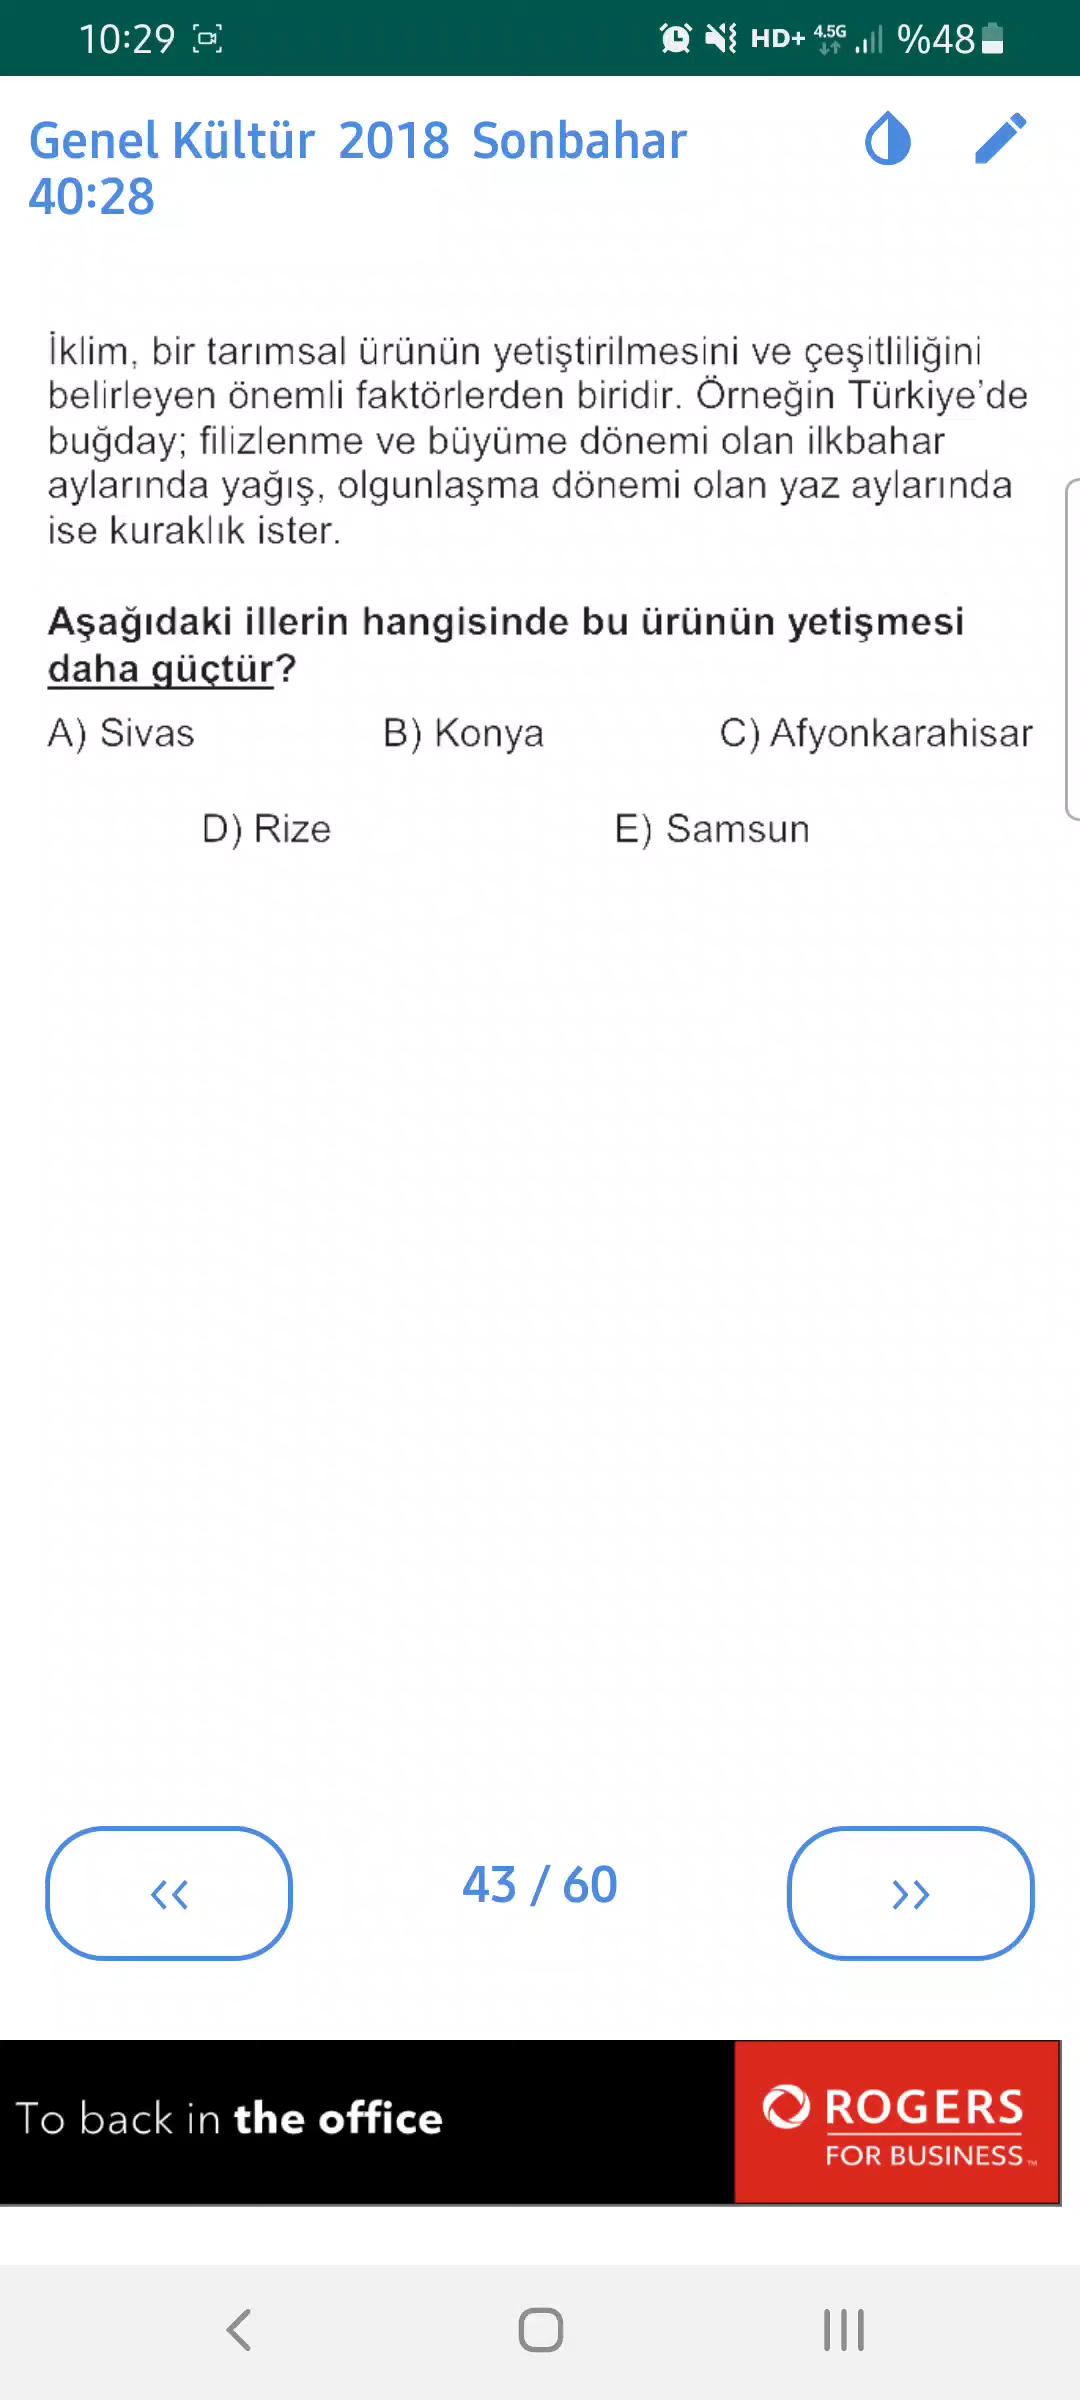 10:29 HD+ 4.5G %48
Genel Kültür 2018 Sonbahar
40:28
İklim, bir tarımsal ürünün yetiştirilmesini ve çeşitliliğini
belirleyen önemli faktörlerden biridir. Örneğin Türkiye'de
buğday; filizlenme ve büyüme dönemi olan ilkbahar
aylarında yağış, olgunlaşma dönemi olan yaz aylarında
ise kuraklık ister.
Aşağıdaki illerin hangisinde bu ürünün yetişmesi
daha güçtür?
A) Sivas B) Konya C) Afyonkarahisar
D) Rize E) Samsun
<< 43 / 60 >>
To back in the office
ROGERS
FOR BUSINESS™